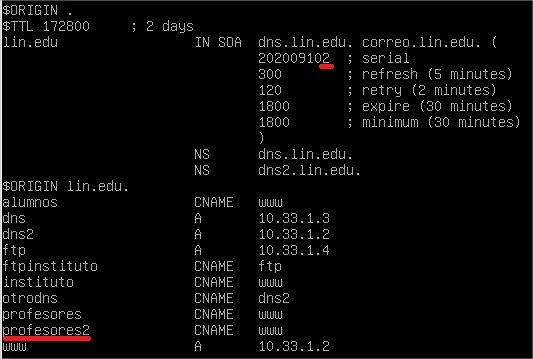 $ORIGIN .
$TTL 172800 ; 2 days
lin.edu IN SOA dns.lin.edu. correo.lin.edu. (
202009102 ; serial
300 ; refresh (5 minutes)
120 ; retry (2 minutes)
1800 ; expire (30 minutes)
1800 ; minimum (30 minutes)
)
NS dns.lin.edu.
NS dns2.lin.edu.
$ORIGIN lin.edu.
alumnos CNAME www
dns A 10.33.1.3
dns2 A 10.33.1.2
ftp A 10.33.1.4
ftpinstituto CNAME ftp
instituto CNAME www
otrodns CNAME dns2
profesores CNAME www
profesores2 CNAME www
www A 10.33.1.2